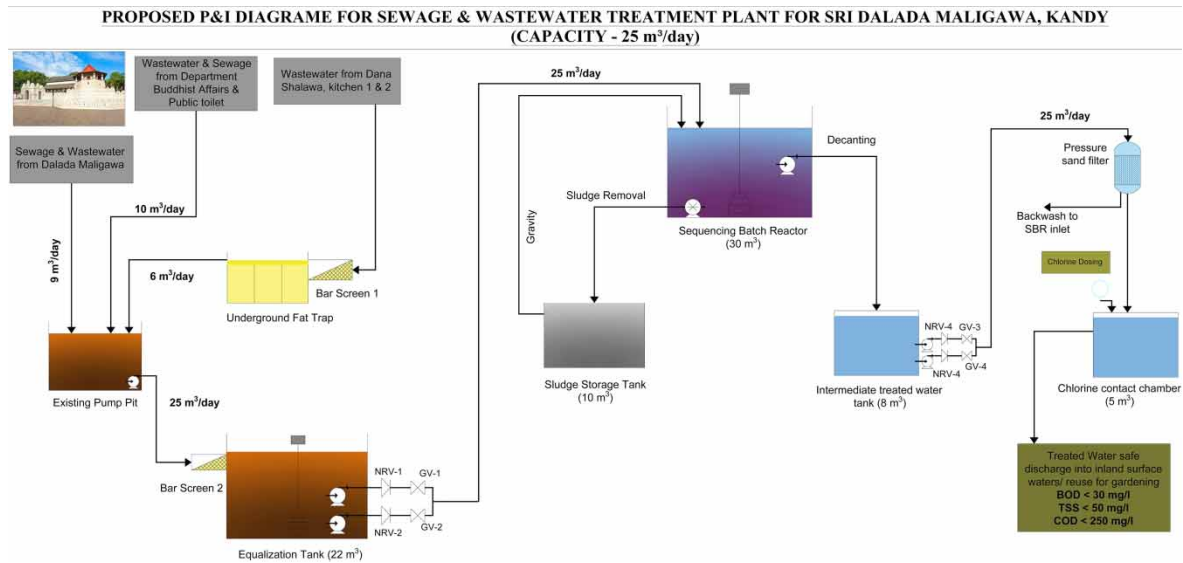 PROPOSED P&I DIAGRAME FOR SEWAGE & WASTEWATER TREATMENT PLANT FOR SRI DALADA MALIGAWA, KANDY
(CAPACITY - 25 m³/day)
Wastewater & Sewage
from Department
Buddhist Affairs &
Public toilet
Wastewater from Dana
Shalawa, kitchen 1 & 2
Sewage & Wastewater
from Dalada Maligawa
9 m³/day
10 m³/day
6 m³/day
Bar Screen 1
Underground Fat Trap
Existing Pump Pit
25 m³/day
Bar Screen 2
Equalization Tank (22 m³)
NRV-1
GV-1
NRV-2
GV-2
25 m³/day
Gravity
Sludge Removal
Sequencing Batch Reactor
(30 m³)
Decanting
Sludge Storage Tank
(10 m³)
Intermediate treated water
tank (8 m³)
NRV-4
GV-3
NRV-4
GV-4
25 m³/day
Pressure
sand filter
Backwash to
SBR inlet
Chlorine Dosing
Chlorine contact chamber
(5 m³)
Treated Water safe
discharge into inland surface
waters/ reuse for gardening
BOD < 30 mg/l
TSS < 50 mg/l
COD < 250 mg/l